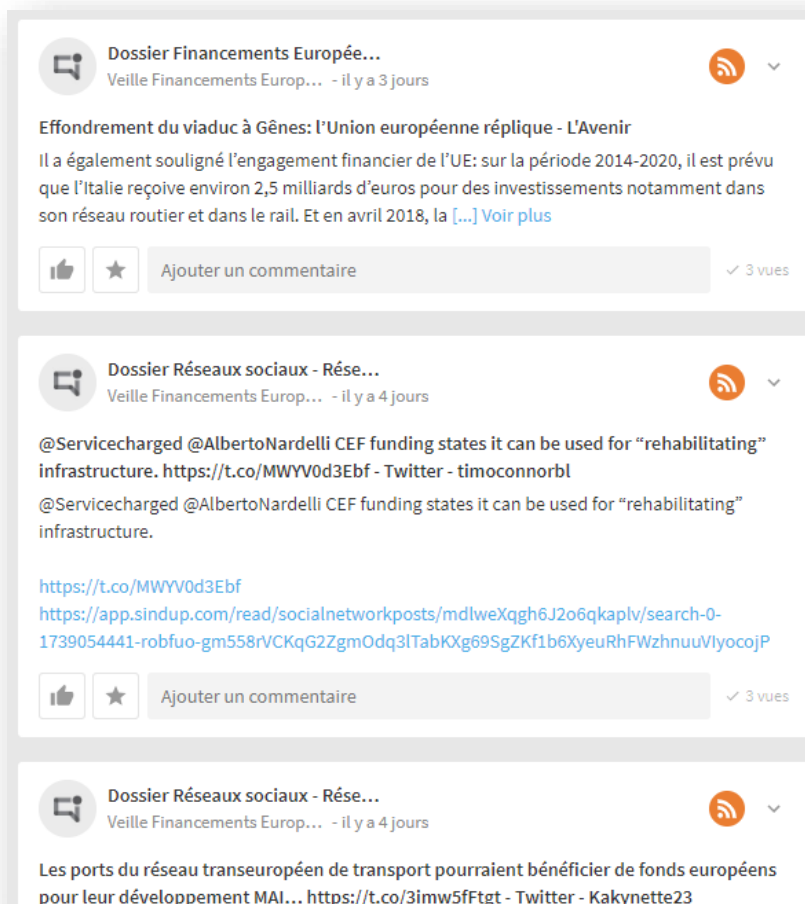 Dossier Financements Europée...
Veille Financements Europ... - il y a 3 jours
Effondrement du viaduc à Gênes: l’Union européenne réplique - L'Avenir
Il a également souligné l’engagement financier de l’UE: sur la période 2014-2020, il est prévu
que l’Italie reçoive environ 2,5 milliards d’euros pour des investissements notamment dans
son réseau routier et dans le rail. Et en avril 2018, la [...] Voir plus
Ajouter un commentaire
3 vues
Dossier Réseaux sociaux - Rése...
Veille Financements Europ... - il y a 4 jours
@Servicecharged @AlbertoNardelli CEF funding states it can be used for “rehabilitating”
infrastructure. https://t.co/MWYV0d3Ebf - Twitter - timoconnorbl
@Servicecharged @AlbertoNardelli CEF funding states it can be used for “rehabilitating”
infrastructure.
https://t.co/MWYV0d3Ebf
https://app.sindup.com/read/socialnetworkposts/mdlweXqgh6J2o6qkaplv/search-0-
1739054441-robfuo-gm558rVCKqG2ZgmOdq3lTabKXg69SgZKf1b6XyeuRhFWzhnuuVIyocojP
Ajouter un commentaire
3 vues
Dossier Réseaux sociaux - Rése...
Veille Financements Europ... - il y a 4 jours
Les ports du réseau transeuropéen de transport pourraient bénéficier de fonds européens
pour leur développement MAI... https://t.co/3imw5fFtgt - Twitter - Kakynette23